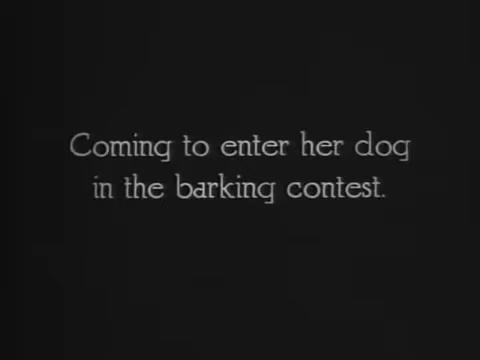 Coming to enter her dog
in the barking contest.